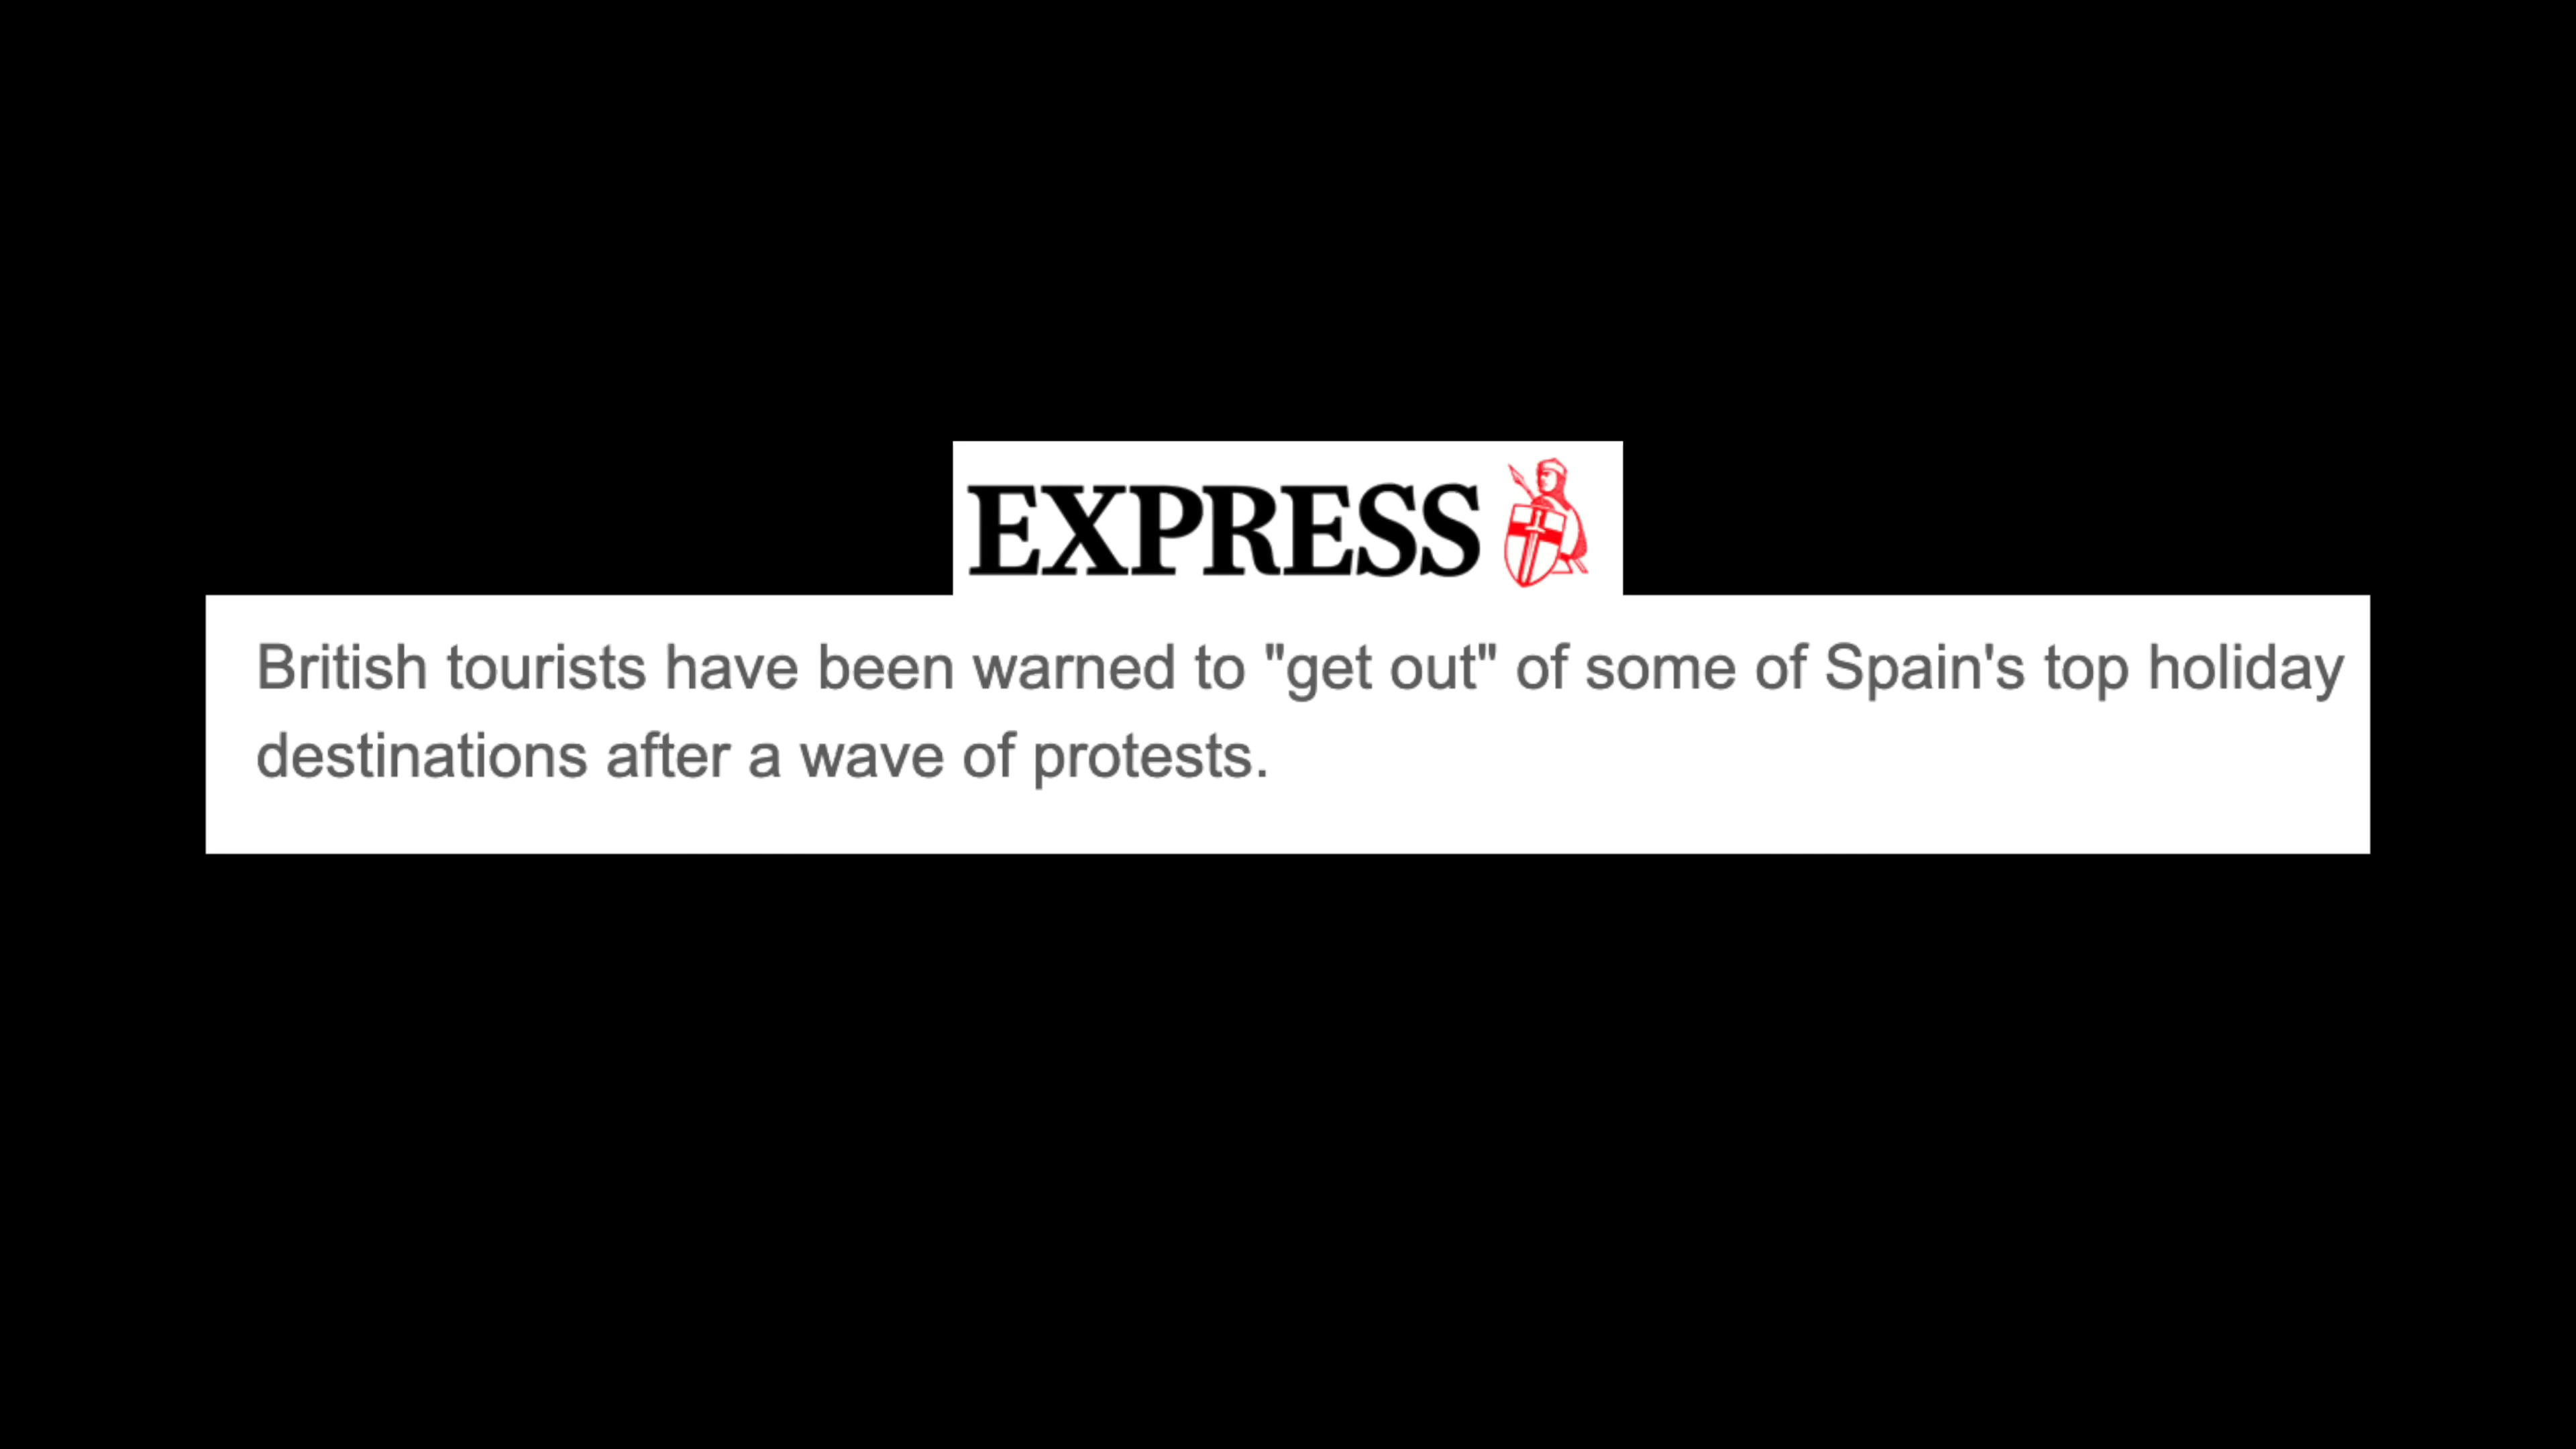 EXPRESS
British tourists have been warned to "get out" of some of Spain's top holiday
destinations after a wave of protests.